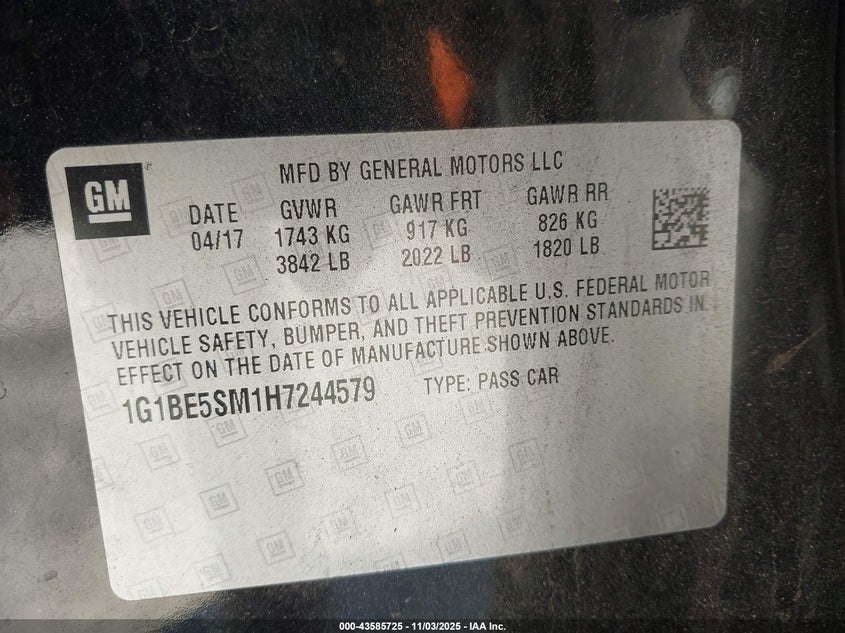 GM
MFD BY GENERAL MOTORS LLC
DATE GVWR GAWR FRT GAWR RR
04/17 1743 KG 917 KG 826 KG
3842 LB 2022 LB 1820 LB
THIS VEHICLE CONFORMS TO ALL APPLICABLE U.S. FEDERAL MOTOR
VEHICLE SAFETY, BUMPER, AND THEFT PREVENTION STANDARDS IN
EFFECT ON THE DATE OF MANUFACTURE SHOWN ABOVE.
1G1BE5SM1H7244579 TYPE: PASS CAR
000-43585725 - 11/03/2025 - IAA Inc.